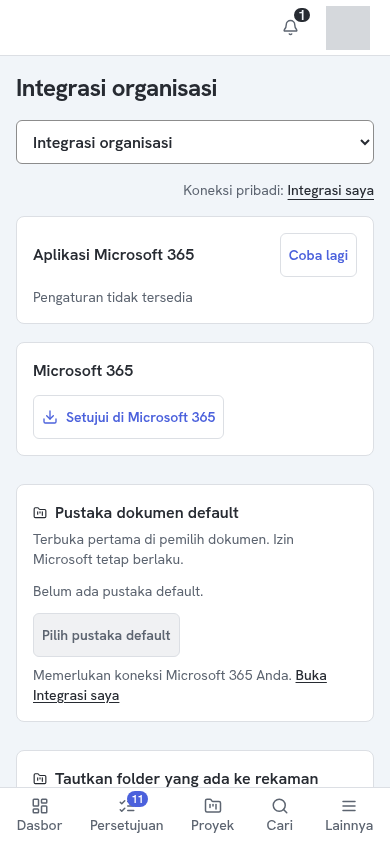 1
Integrasi organisasi
Integrasi organisasi
Koneksi pribadi: Integrasi saya
Aplikasi Microsoft 365
Coba lagi
Pengaturan tidak tersedia
Microsoft 365
Setujui di Microsoft 365
Pustaka dokumen default
Terbuka pertama di pemilih dokumen. Izin
Microsoft tetap berlaku.
Belum ada pustaka default.
Pilih pustaka default
Memerlukan koneksi Microsoft 365 Anda. Buka
Integrasi saya
Tautkan folder yang ada ke rekaman
11
Dasbor
Persetujuan
Proyek
Cari
Lainnya